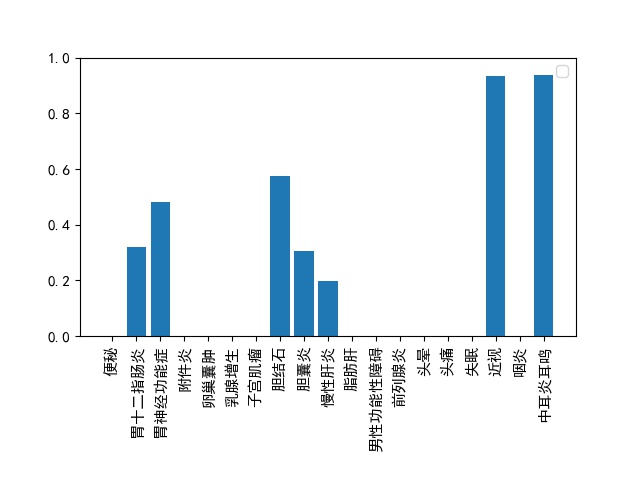 1.0
0.8
0.6
0.4
0.2
0.0
便秘
胃十二指肠炎
胃神经功能症
附件炎
卵巢囊肿
乳腺增生
子宫肌瘤
胆结石
胆囊炎
慢性肝炎
脂肪肝
男性功能性障碍
前列腺炎
头晕
头痛
失眠
近视
咽炎
中耳炎耳鸣